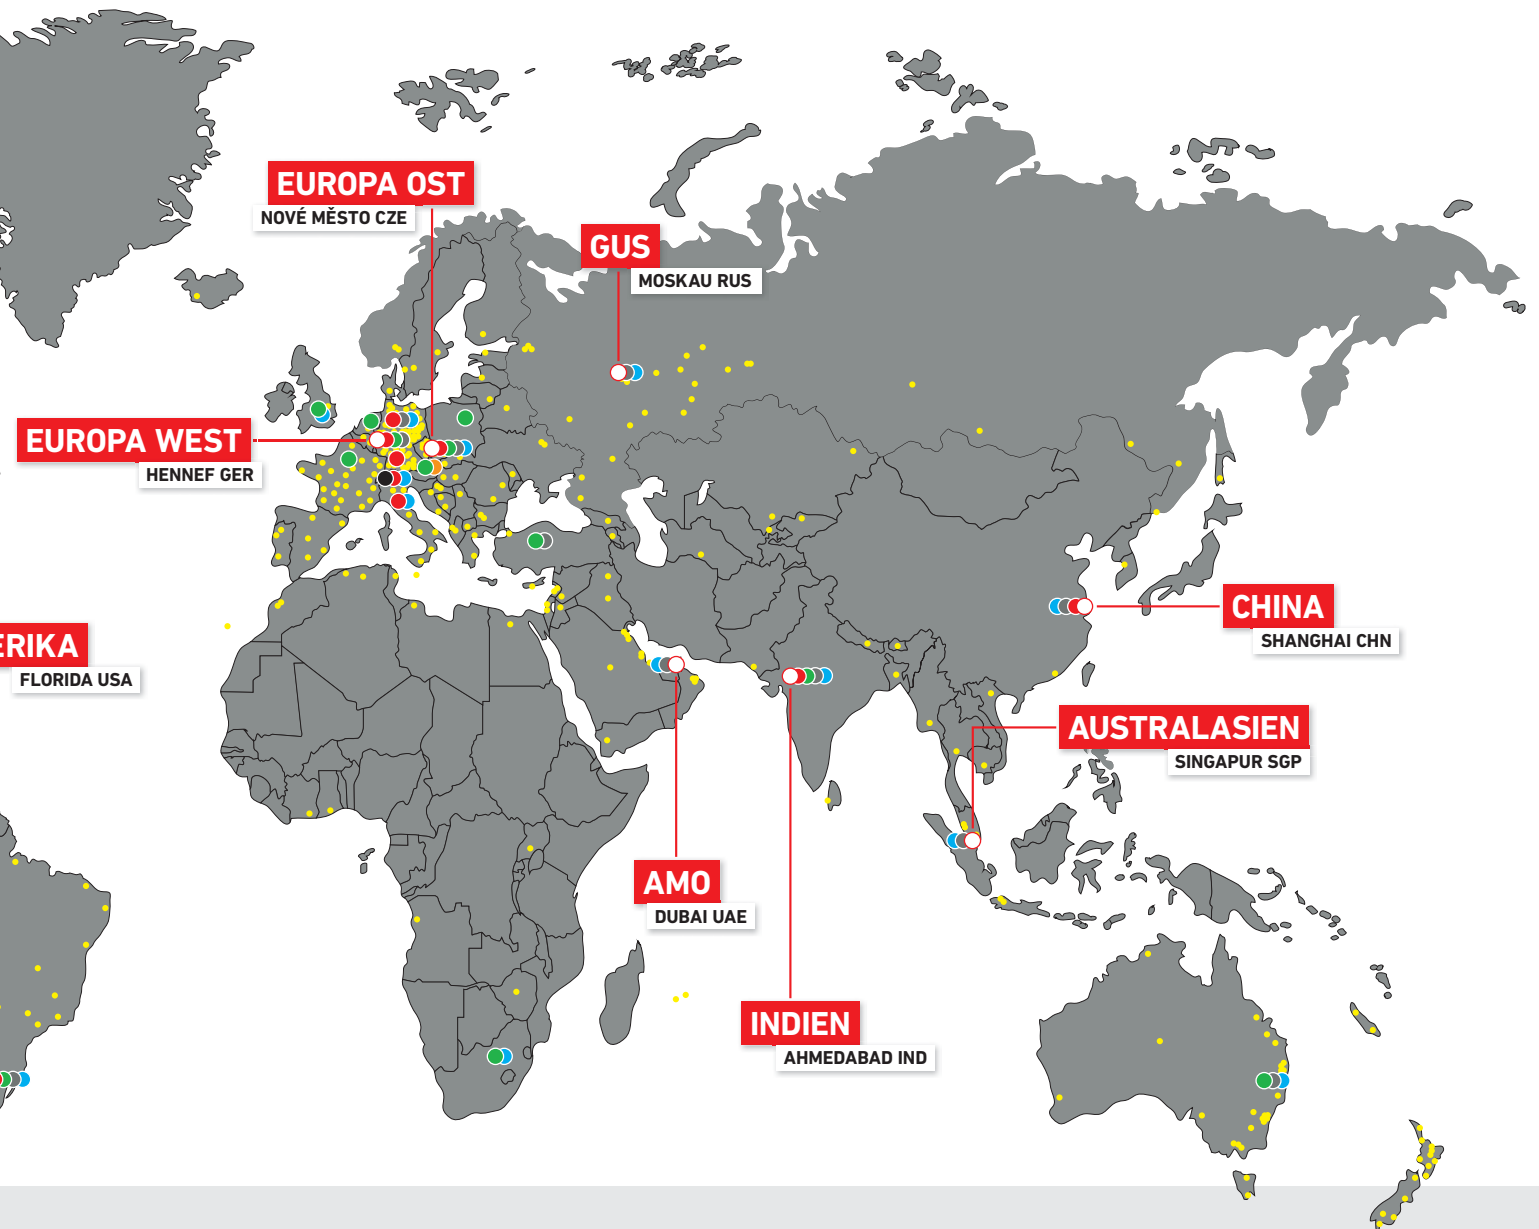 EUROPA OST
NOVÉ MĚSTO CZE
GUS
MOSKAU RUS
EUROPA WEST
HENNEF GER
CHINA
SHANGHAI CHN
ERIKA
FLORIDA USA
AUSTRALASIEN
SINGAPUR SGP
AMO
DUBAI UAE
INDIEN
AHMEDABAD IND